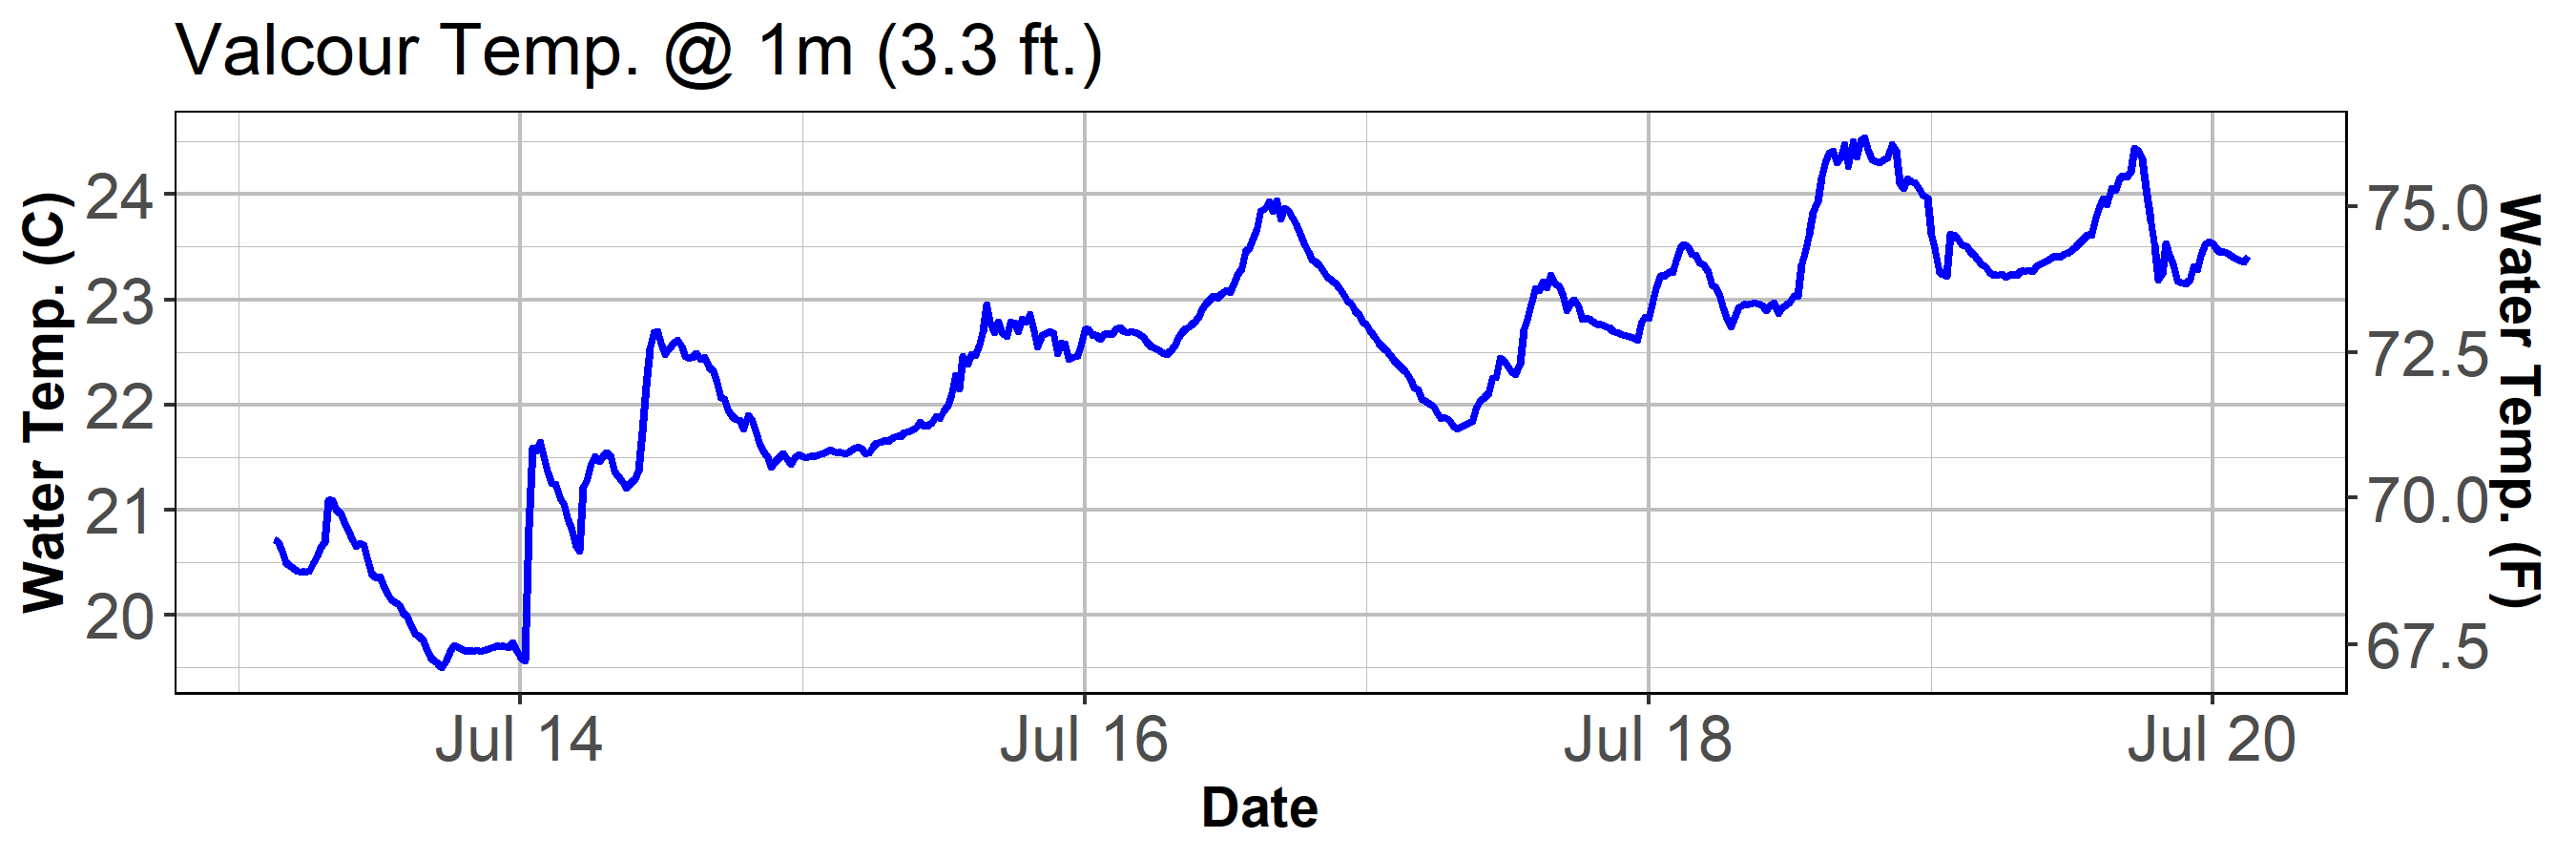 Valcour Temp. @ 1m (3.3 ft.)
Water Temp. (C)
24
23
22
21
20
75.0
72.5
70.0
67.5
Water Temp. (F)
Jul 14
Jul 16
Jul 18
Jul 20
Date